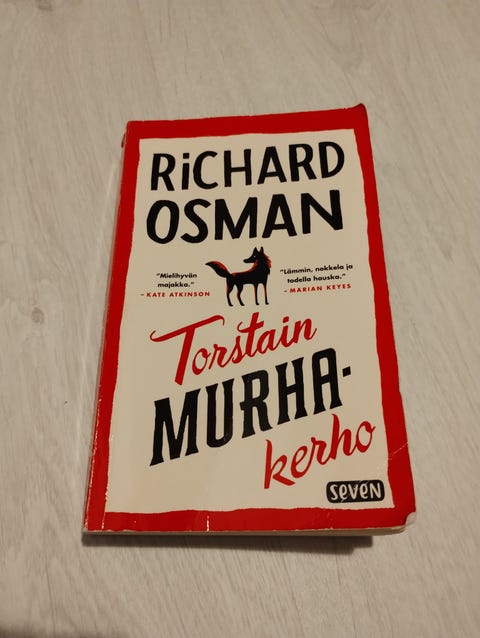 RiCHARD
OSMAN
"Mielihyvän
majakka."
– KATE ATKINSON
"Lämmin, nokkela ja
todella hauska."
– MARIAN KEYES
Torstain
MURHA-
kerho
SEVEN